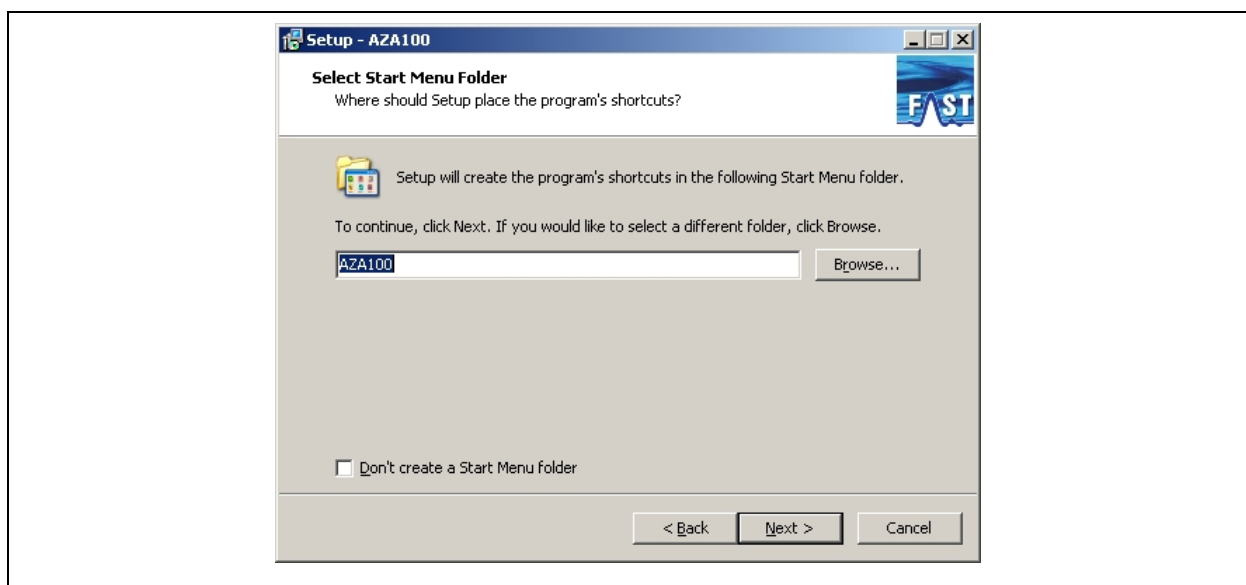 Setup - AZA100
Select Start Menu Folder
Where should Setup place the program's shortcuts?
FAST
Setup will create the program's shortcuts in the following Start Menu folder.
To continue, click Next. If you would like to select a different folder, click Browse.
AZA100
Browse...
Don't create a Start Menu folder
< Back
Next >
Cancel